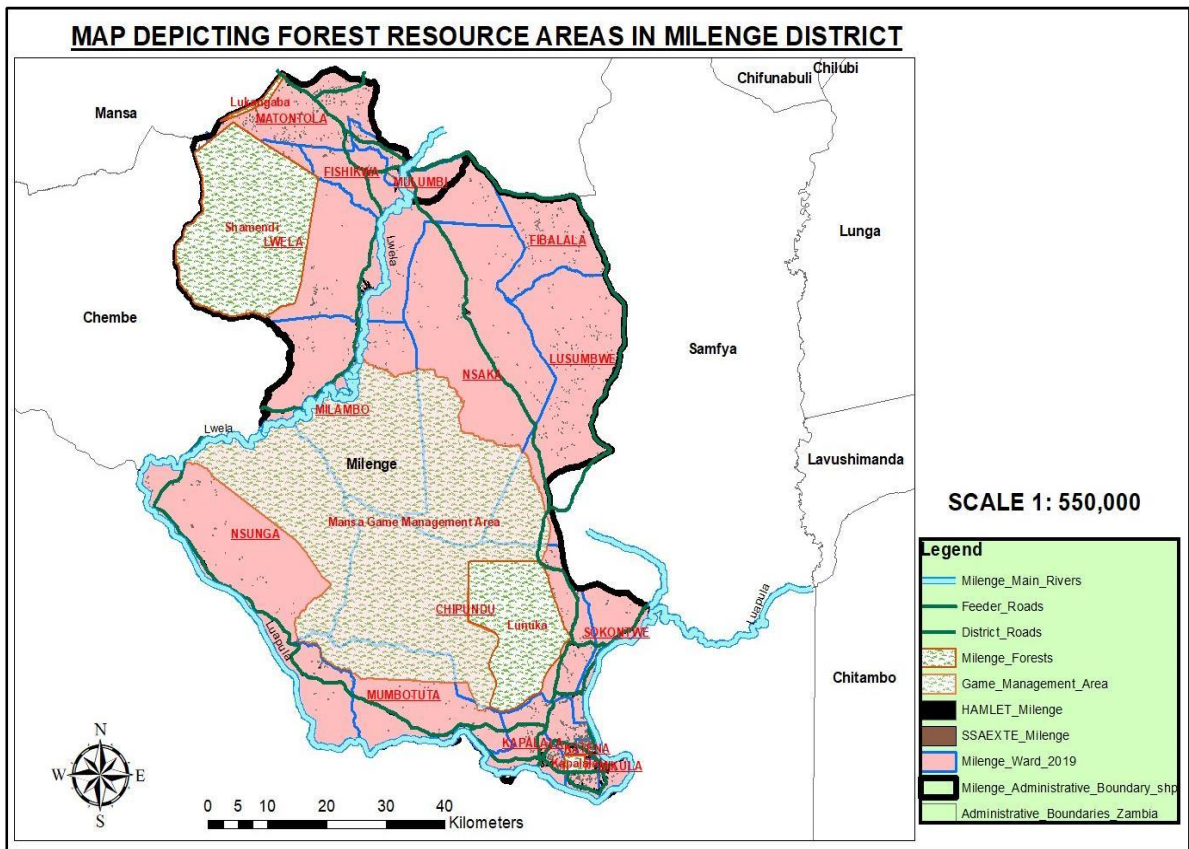 MAP DEPICTING FOREST RESOURCE AREAS IN MILENGE DISTRICT
Chilubi
Chifunabuli
Mansa
Lukangaba
MATONTOLA
FISHIKWA
MULUMBI
Shamendi
LWELA
Lwela
FIBALALA
Lunga
Chembe
Samfya
LUSUMBWE
NSAKA
MILAMBO
Lwela
Milenge
Lavushimanda
Mansa Game Management Area
NSUNGA
CHIPUNDU
Lunuka
SOKONTWE
Luapula
Luapula
Chitambo
MUMBOTUTA
KAPALALA
N
W
E
S
0 5 10 20 30 40
Kilometers
SCALE 1: 550,000
Legend
Milenge_Main_Rivers
Feeder_Roads
District_Roads
Milenge_Forests
Game_Management_Area
HAMLET_Milenge
SSAEXTE_Milenge
Milenge_Ward_2019
Milenge_Administrative_Boundary_shp
Administrative_Boundaries_Zambia